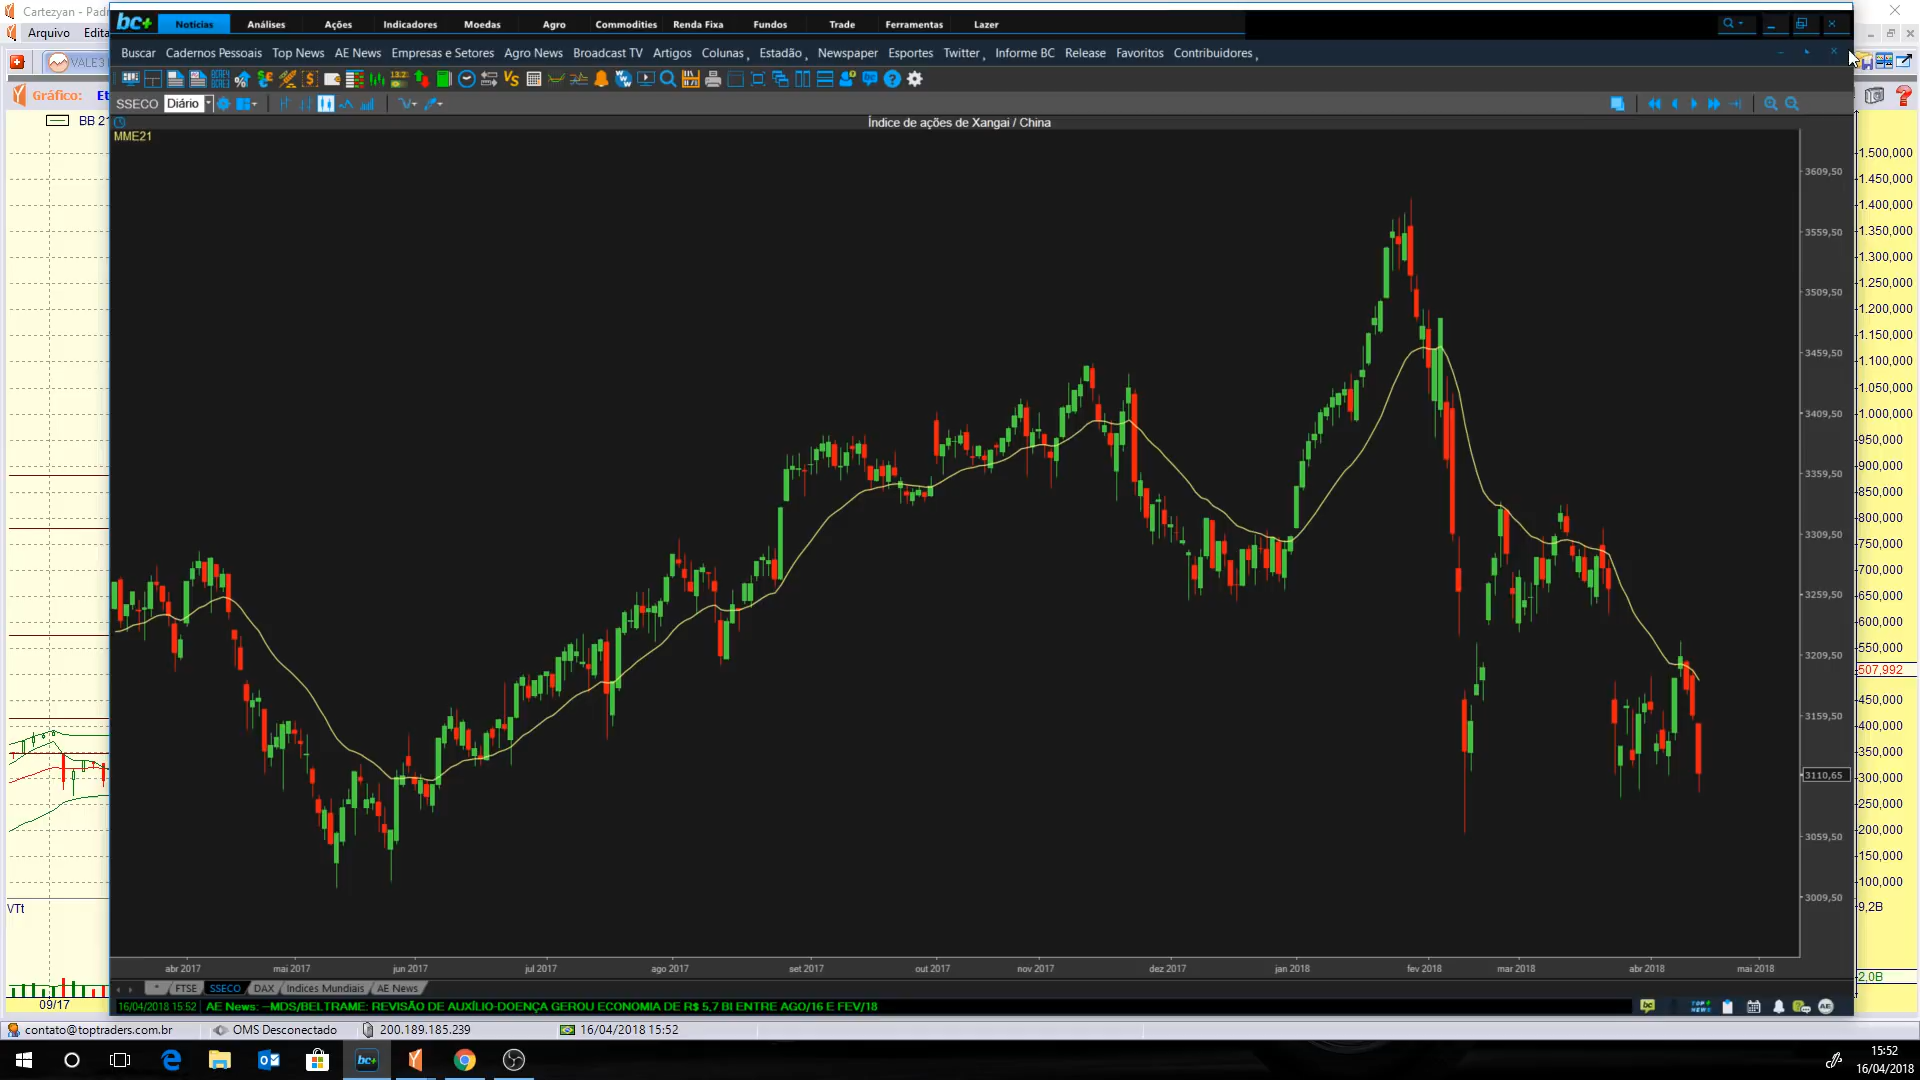 Cartezyan - Pad
Arquivo Edita
VALE3
Gráfico: Et
BB 21
bc+ Notícias Análises Ações Indicadores Moedas Agro Commodities Renda Fixa Fundos Trade Ferramentas Lazer
Buscar Cadernos Pessoais Top News AE News Empresas e Setores Agro News Broadcast TV Artigos Colunas Estadão Newspaper Esportes Twitter Informe BC Release Favoritos Contribuidores
SSECO Diário
Índice de ações de Xangai / China
MME21
3609,50
3559,50
3509,50
3459,50
3409,50
3359,50
3309,50
3259,50
3209,50
3159,50
3110,65
3059,50
3009,50
1.500,000
1.450,000
1.400,000
1.350,000
1.300,000
1.250,000
1.200,000
1.150,000
1.100,000
1.050,000
1.000,000
950,000
900,000
850,000
800,000
750,000
700,000
650,000
600,000
550,000
507,992
450,000
400,000
350,000
300,000
250,000
200,000
150,000
100,000
9,2B
2,0B
VTt
09/17
abr 2017 mai 2017 jun 2017 jul 2017 ago 2017 set 2017 out 2017 nov 2017 dez 2017 jan 2018 fev 2018 mar 2018 abr 2018 mai 2018
* FTSE SSECO DAX Indices Mundiais AE News
16/04/2018 15:52 AE News: --MDS/BELTRAME: REVISÃO DE AUXÍLIO-DOENÇA GEROU ECONOMIA DE R$ 5,7 BI ENTRE AGO/16 E FEV/18
contato@toptraders.com.br OMS Desconectado 200.189.185.239 16/04/2018 15:52
bc+
15:52
16/04/2018